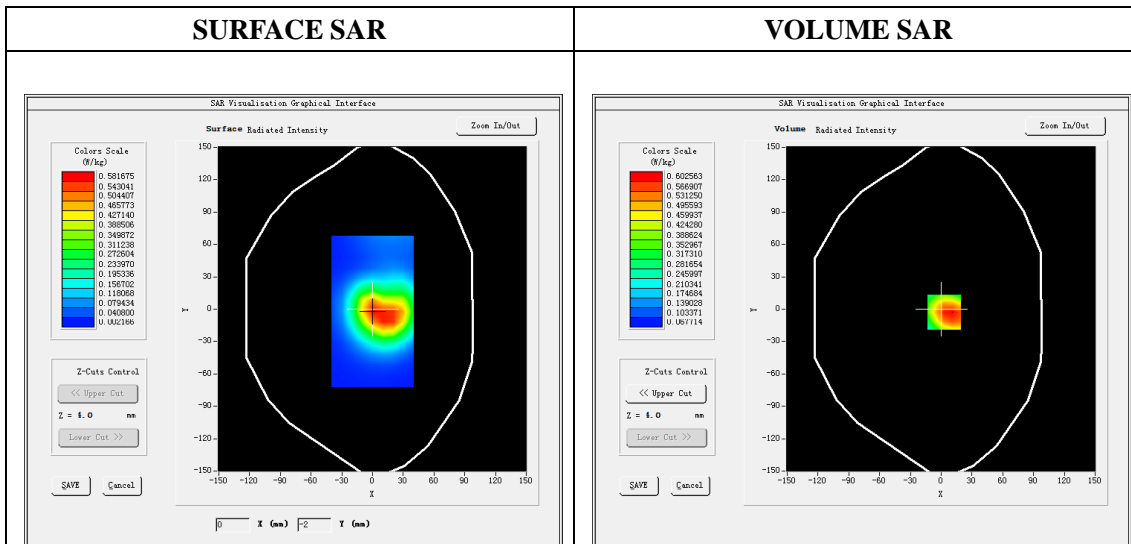 SURFACE SAR
VOLUME SAR
SAR Visualisation Graphical Interface
Surface Radiated Intensity
Zoom In/Out
Colors Scale
(W/kg)
0.581675
0.543041
0.504407
0.465773
0.427140
0.388506
0.349872
0.311238
0.272604
0.233970
0.195336
0.156702
0.118068
0.079434
0.040800
0.002166
Z-Cuts Control
<< Upper Cut
Z = 4.0 mm
Lower Cut >>
SAVE Cancel
150
120
90
60
30
0
-30
-60
-90
-120
-150
Y
-150 -120 -90 -60 -30 0 30 60 90 120 150
X
0 X (mm) -2 Y (mm)
SAR Visualisation Graphical Interface
Volume Radiated Intensity
Zoom In/Out
Colors Scale
(W/kg)
0.602563
0.566907
0.531250
0.495593
0.459937
0.424280
0.388624
0.352967
0.317310
0.281654
0.245997
0.210341
0.174684
0.139028
0.103371
0.067714
Z-Cuts Control
<< Upper Cut
Z = 4.0 mm
Lower Cut >>
SAVE Cancel
150
120
90
60
30
0
-30
-60
-90
-120
-150
Y
-150 -120 -90 -60 -30 0 30 60 90 120 150
X